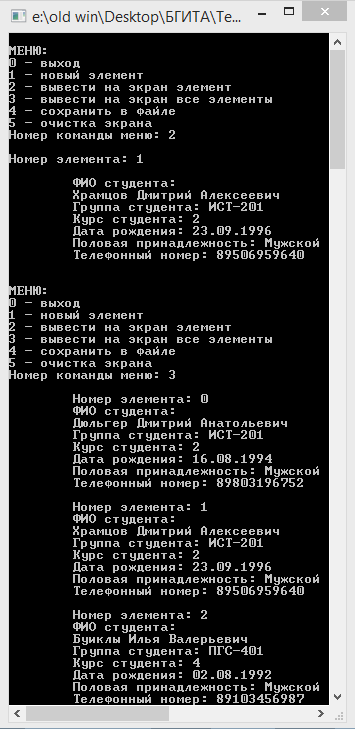 e:\old win\Desktop\БГИТА\Те...
МЕНЮ:
0 - выход
1 - новый элемент
2 - вывести на экран элемент
3 - вывести на экран все элементы
4 - сохранить в файле
5 - очистка экрана
Номер команды меню: 2
Номер элемента: 1
ФИО студента:
Храмцов Дмитрий Алексеевич
Группа студента: ИСТ-201
Курс студента: 2
Дата рождения: 23.09.1996
Половая принадлежность: Мужской
Телефонный номер: 89506959640
МЕНЮ:
0 - выход
1 - новый элемент
2 - вывести на экран элемент
3 - вывести на экран все элементы
4 - сохранить в файле
5 - очистка экрана
Номер команды меню: 3
Номер элемента: 0
ФИО студента:
Дюльгер Дмитрий Анатольевич
Группа студента: ИСТ-201
Курс студента: 2
Дата рождения: 16.08.1994
Половая принадлежность: Мужской
Телефонный номер: 89803196752
Номер элемента: 1
ФИО студента:
Храмцов Дмитрий Алексеевич
Группа студента: ИСТ-201
Курс студента: 2
Дата рождения: 23.09.1996
Половая принадлежность: Мужской
Телефонный номер: 89506959640
Номер элемента: 2
ФИО студента:
Буиклы Илья Валерьевич
Группа студента: ПГС-401
Курс студента: 4
Дата рождения: 02.08.1992
Половая принадлежность: Мужской
Телефонный номер: 89103456987